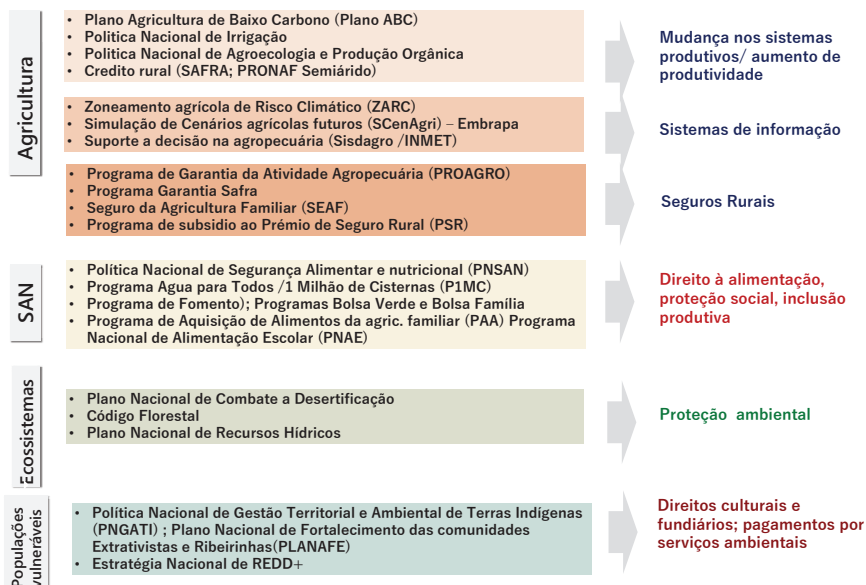 Agricultura
• Plano Agricultura de Baixo Carbono (Plano ABC)
• Politica Nacional de Irrigação
• Politica Nacional de Agroecologia e Produção Orgânica
• Credito rural (SAFRA; PRONAF Semiárido)
Mudança nos sistemas
produtivos/ aumento de
produtividade
• Zoneamento agrícola de Risco Climático (ZARC)
• Simulação de Cenários agrícolas futuros (SCenAgri) – Embrapa
• Suporte a decisão na agropecuária (Sisdagro /INMET)
Sistemas de informação
• Programa de Garantia da Atividade Agropecuária (PROAGRO)
• Programa Garantia Safra
• Seguro da Agricultura Familiar (SEAF)
• Programa de subsidio ao Prémio de Seguro Rural (PSR)
Seguros Rurais
SAN
• Política Nacional de Segurança Alimentar e nutricional (PNSAN)
• Programa Agua para Todos /1 Milhão de Cisternas (P1MC)
• Programa de Fomento); Programas Bolsa Verde e Bolsa Família
• Programa de Aquisição de Alimentos da agric. familiar (PAA) Programa
Nacional de Alimentação Escolar (PNAE)
Direito à alimentação,
proteção social, inclusão
produtiva
Ecossistemas
• Plano Nacional de Combate a Desertificação
• Código Florestal
• Plano Nacional de Recursos Hídricos
Proteção ambiental
Populações
vulneráveis
• Política Nacional de Gestão Territorial e Ambiental de Terras Indígenas
(PNGATI) ; Plano Nacional de Fortalecimento das comunidades
Extrativistas e Ribeirinhas(PLANAFE)
• Estratégia Nacional de REDD+
Direitos culturais e
fundiários; pagamentos por
serviços ambientais